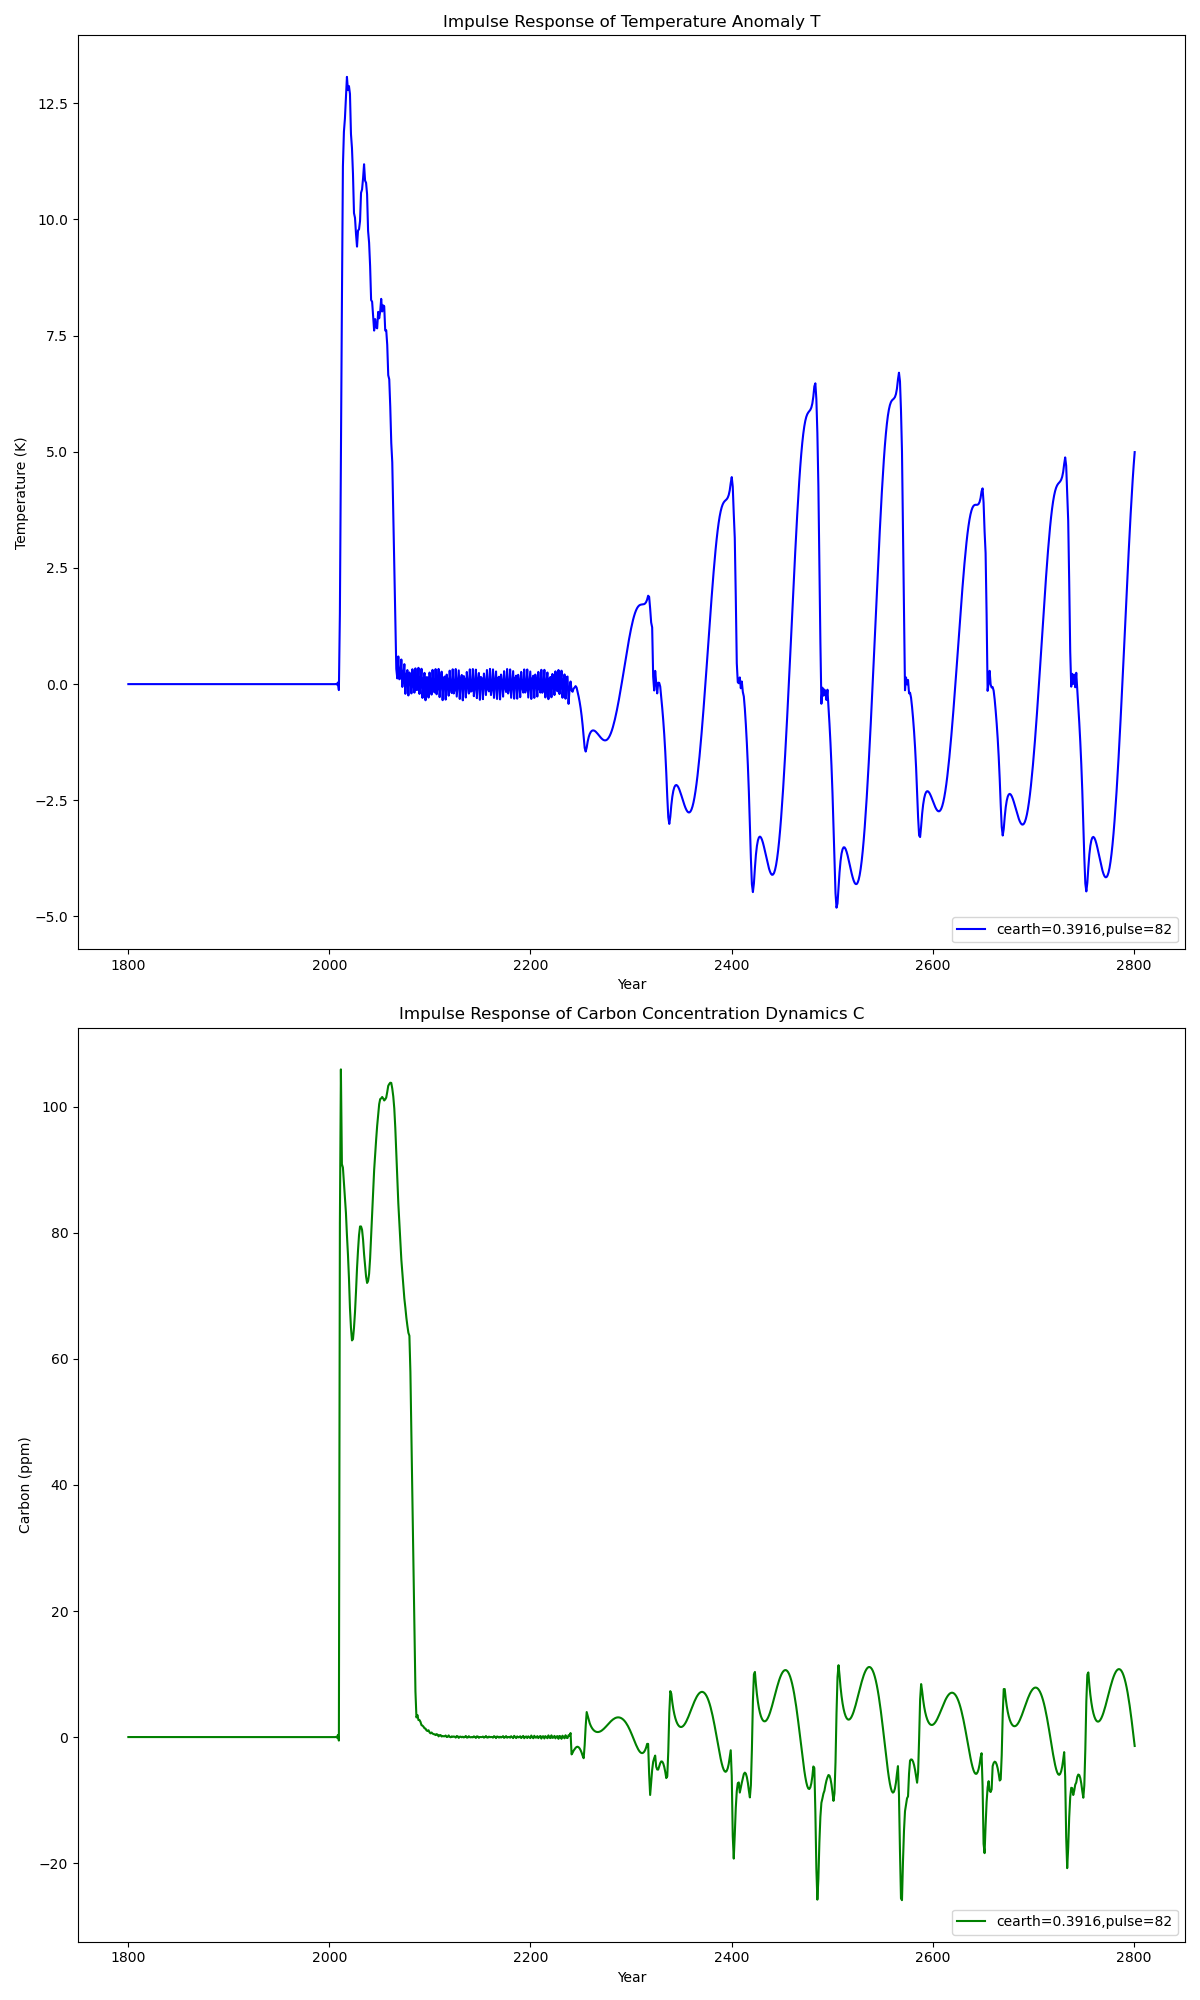 Impulse Response of Temperature Anomaly T
12.5
10.0
7.5
5.0
2.5
0.0
−2.5
−5.0
Temperature (K)
cearth=0.3916,pulse=82
1800 2000 2200 2400 2600 2800
Year
Impulse Response of Carbon Concentration Dynamics C
100
80
60
40
20
0
−20
Carbon (ppm)
cearth=0.3916,pulse=82
1800 2000 2200 2400 2600 2800
Year